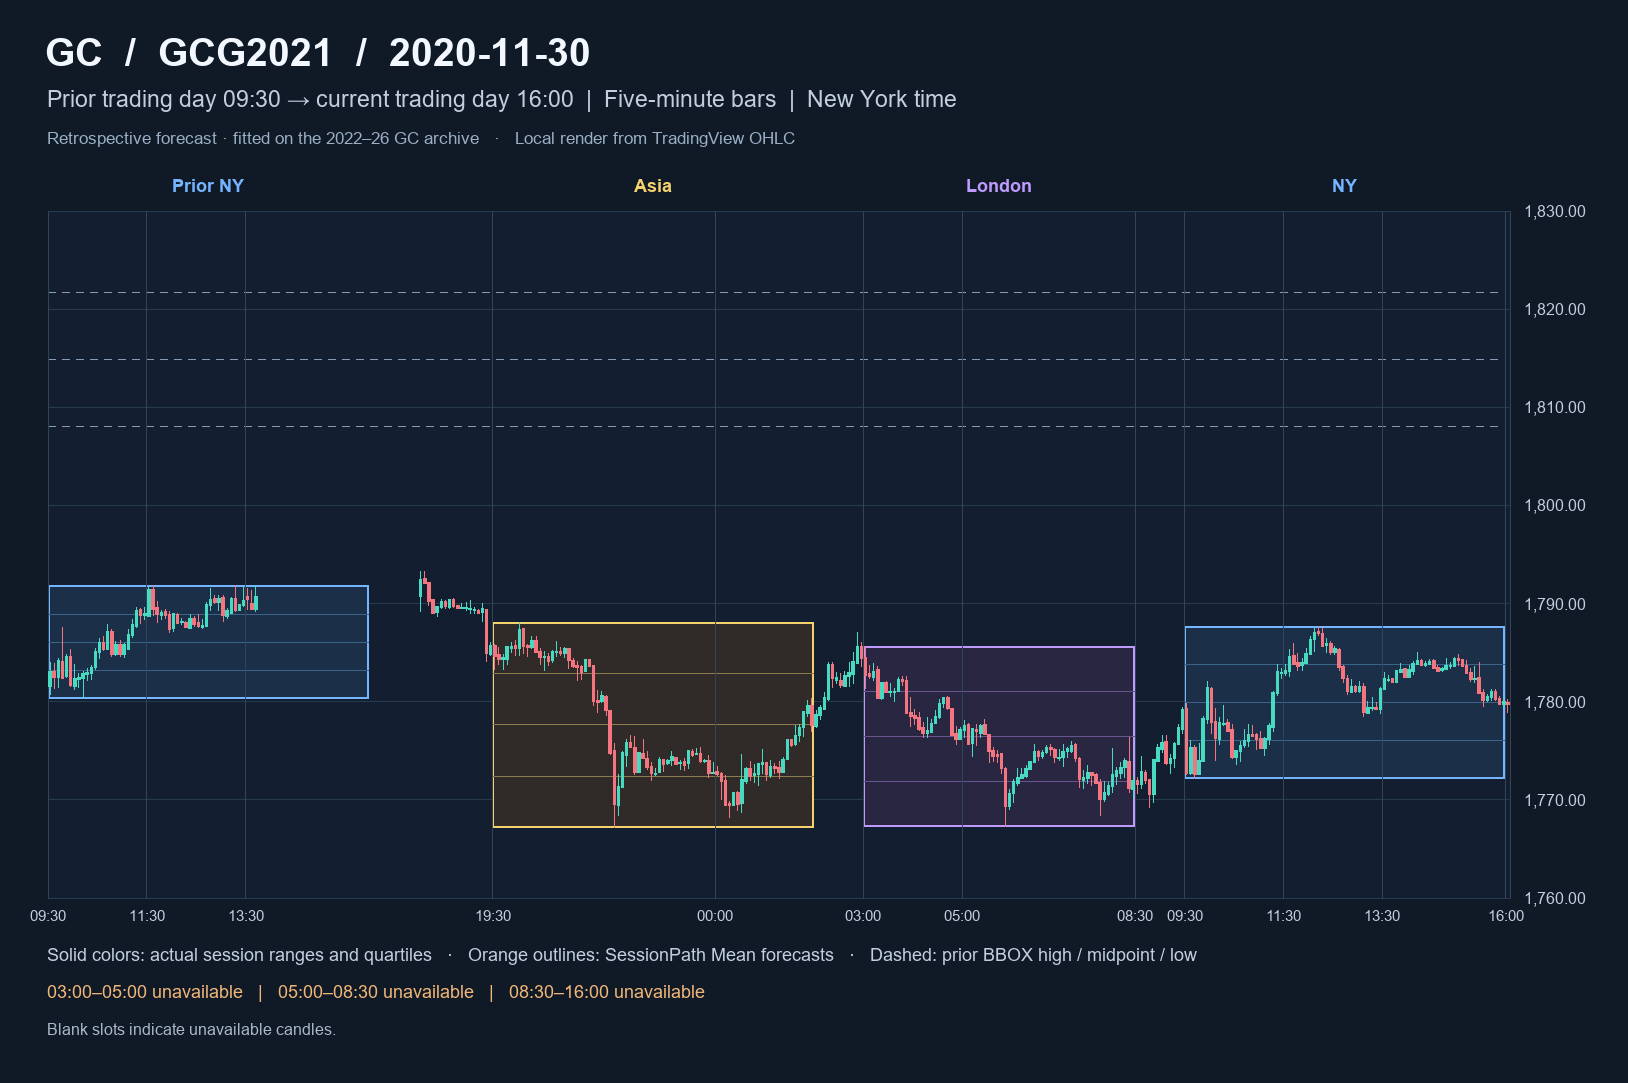 GC / GCG2021 / 2020-11-30
Prior trading day 09:30 → current trading day 16:00 | Five-minute bars | New York time
Retrospective forecast · fitted on the 2022–26 GC archive · Local render from TradingView OHLC
Prior NY Asia London NY
1,830.00
1,820.00
1,810.00
1,800.00
1,790.00
1,780.00
1,770.00
1,760.00
09:30 11:30 13:30 19:30 00:00 03:00 05:00 08:30 09:30 11:30 13:30 16:00
Solid colors: actual session ranges and quartiles · Orange outlines: SessionPath Mean forecasts · Dashed: prior BBOX high / midpoint / low
03:00–05:00 unavailable | 05:00–08:30 unavailable | 08:30–16:00 unavailable
Blank slots indicate unavailable candles.